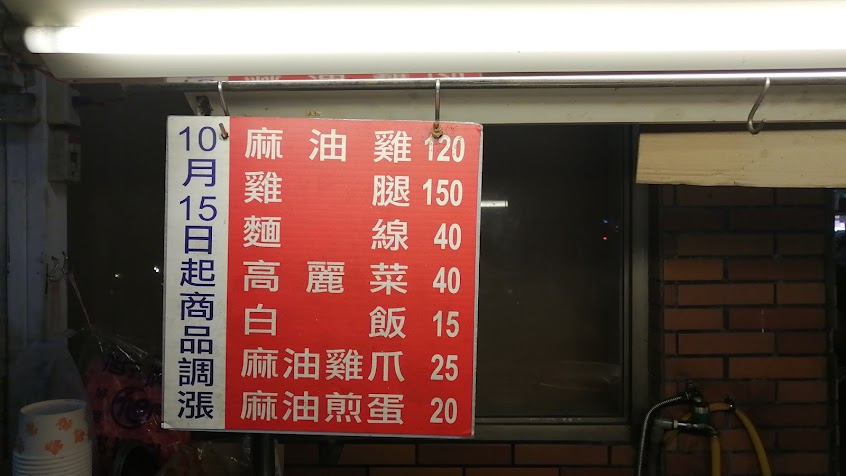 10月15日起商品調漲
麻油雞 120
雞腿 150
麵線 40
高麗菜 40
白飯 15
麻油雞爪 25
麻油煎蛋 20